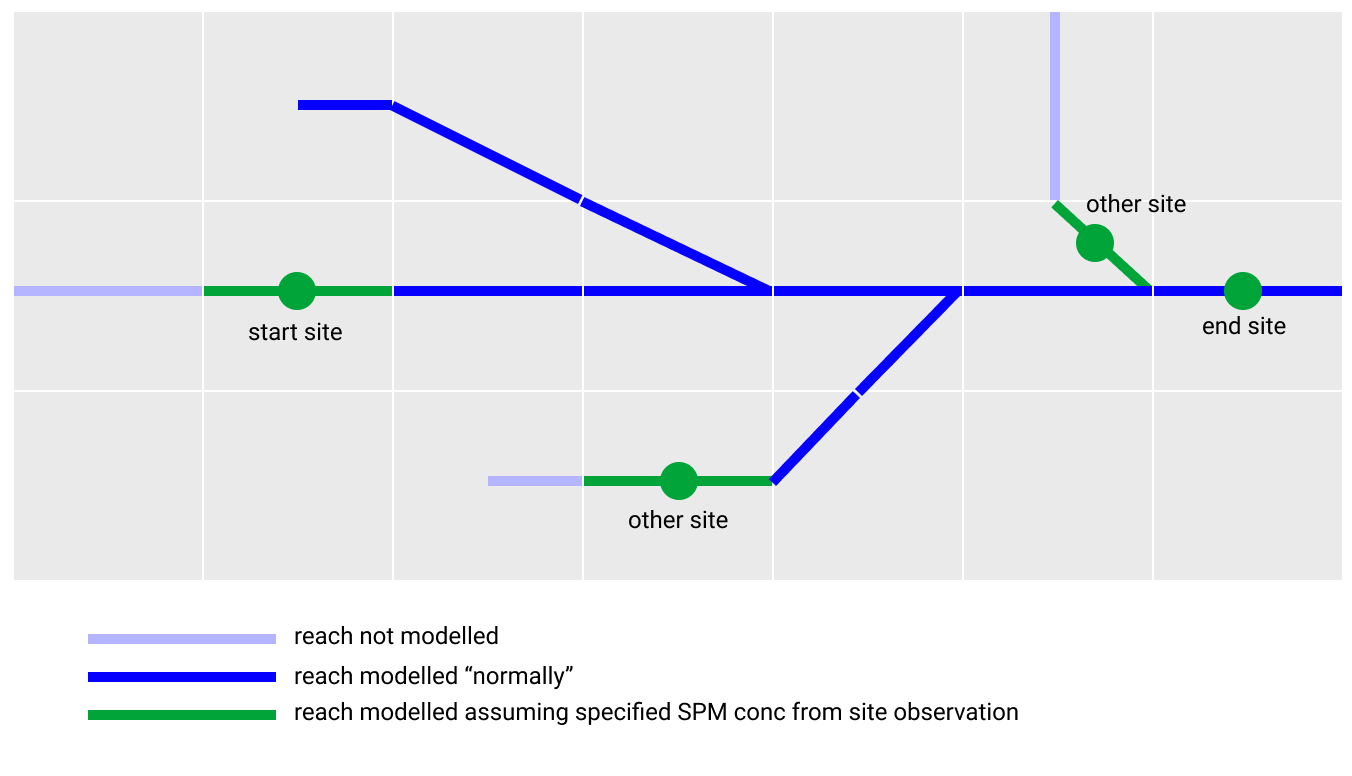 other site
start site
end site
other site
reach not modelled
reach modelled “normally”
reach modelled assuming specified SPM conc from site observation